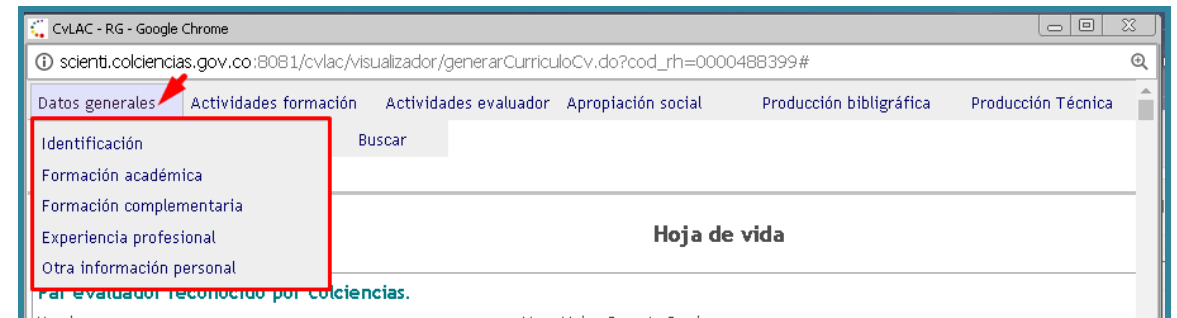 CvLAC - RG - Google Chrome
scienti.colciencias.gov.co:8081/cvlac/visualizador/generarCurriculoCv.do?cod_rh=0000488399#
Datos generales Actividades formación Actividades evaluador Apropiación social Producción bibligráfica Producción Técnica
Buscar
Identificación
Formación académica
Formación complementaria
Experiencia profesional
Otra información personal
Hoja de vida
Par evaluador reconocido por Colciencias.